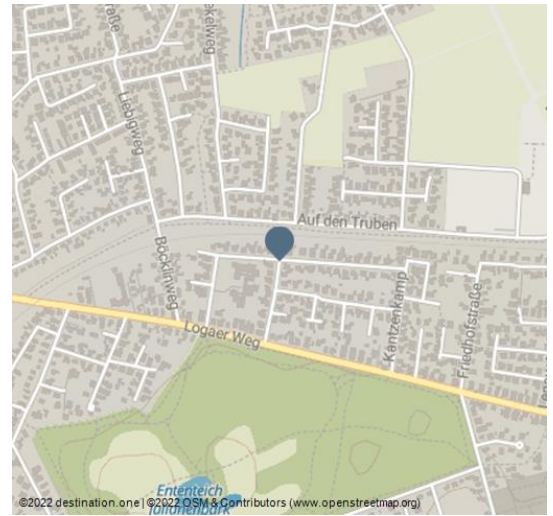 Liebigweg
Auf den Truben
Böcklinweg
Kantzenkamp
Friedhofstraße
Logaer Weg
Ententeich
Julianenpark
©2022 destination.one | ©2022 OSM & Contributors (www.openstreetmap.org)